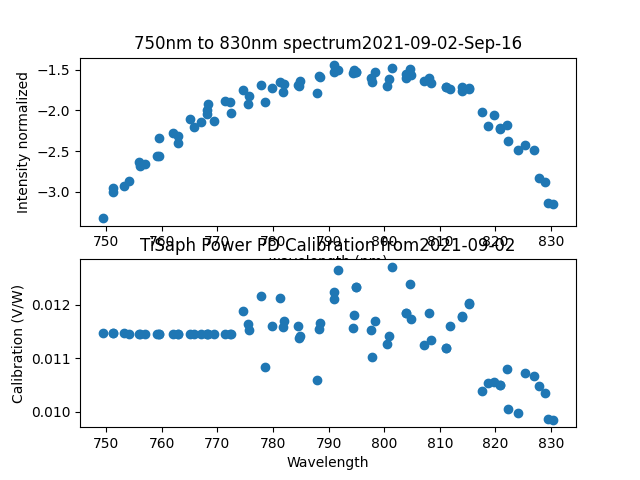 750nm to 830nm spectrum2021-09-02-Sep-16
Intensity normalized
−1.5
−2.0
−2.5
−3.0
750 760 770 780 790 800 810 820 830
wavelength (nm)
TiSaph Power PD Calibration from2021-09-02
Calibration (V/W)
0.012
0.011
0.010
750 760 770 780 790 800 810 820 830
Wavelength